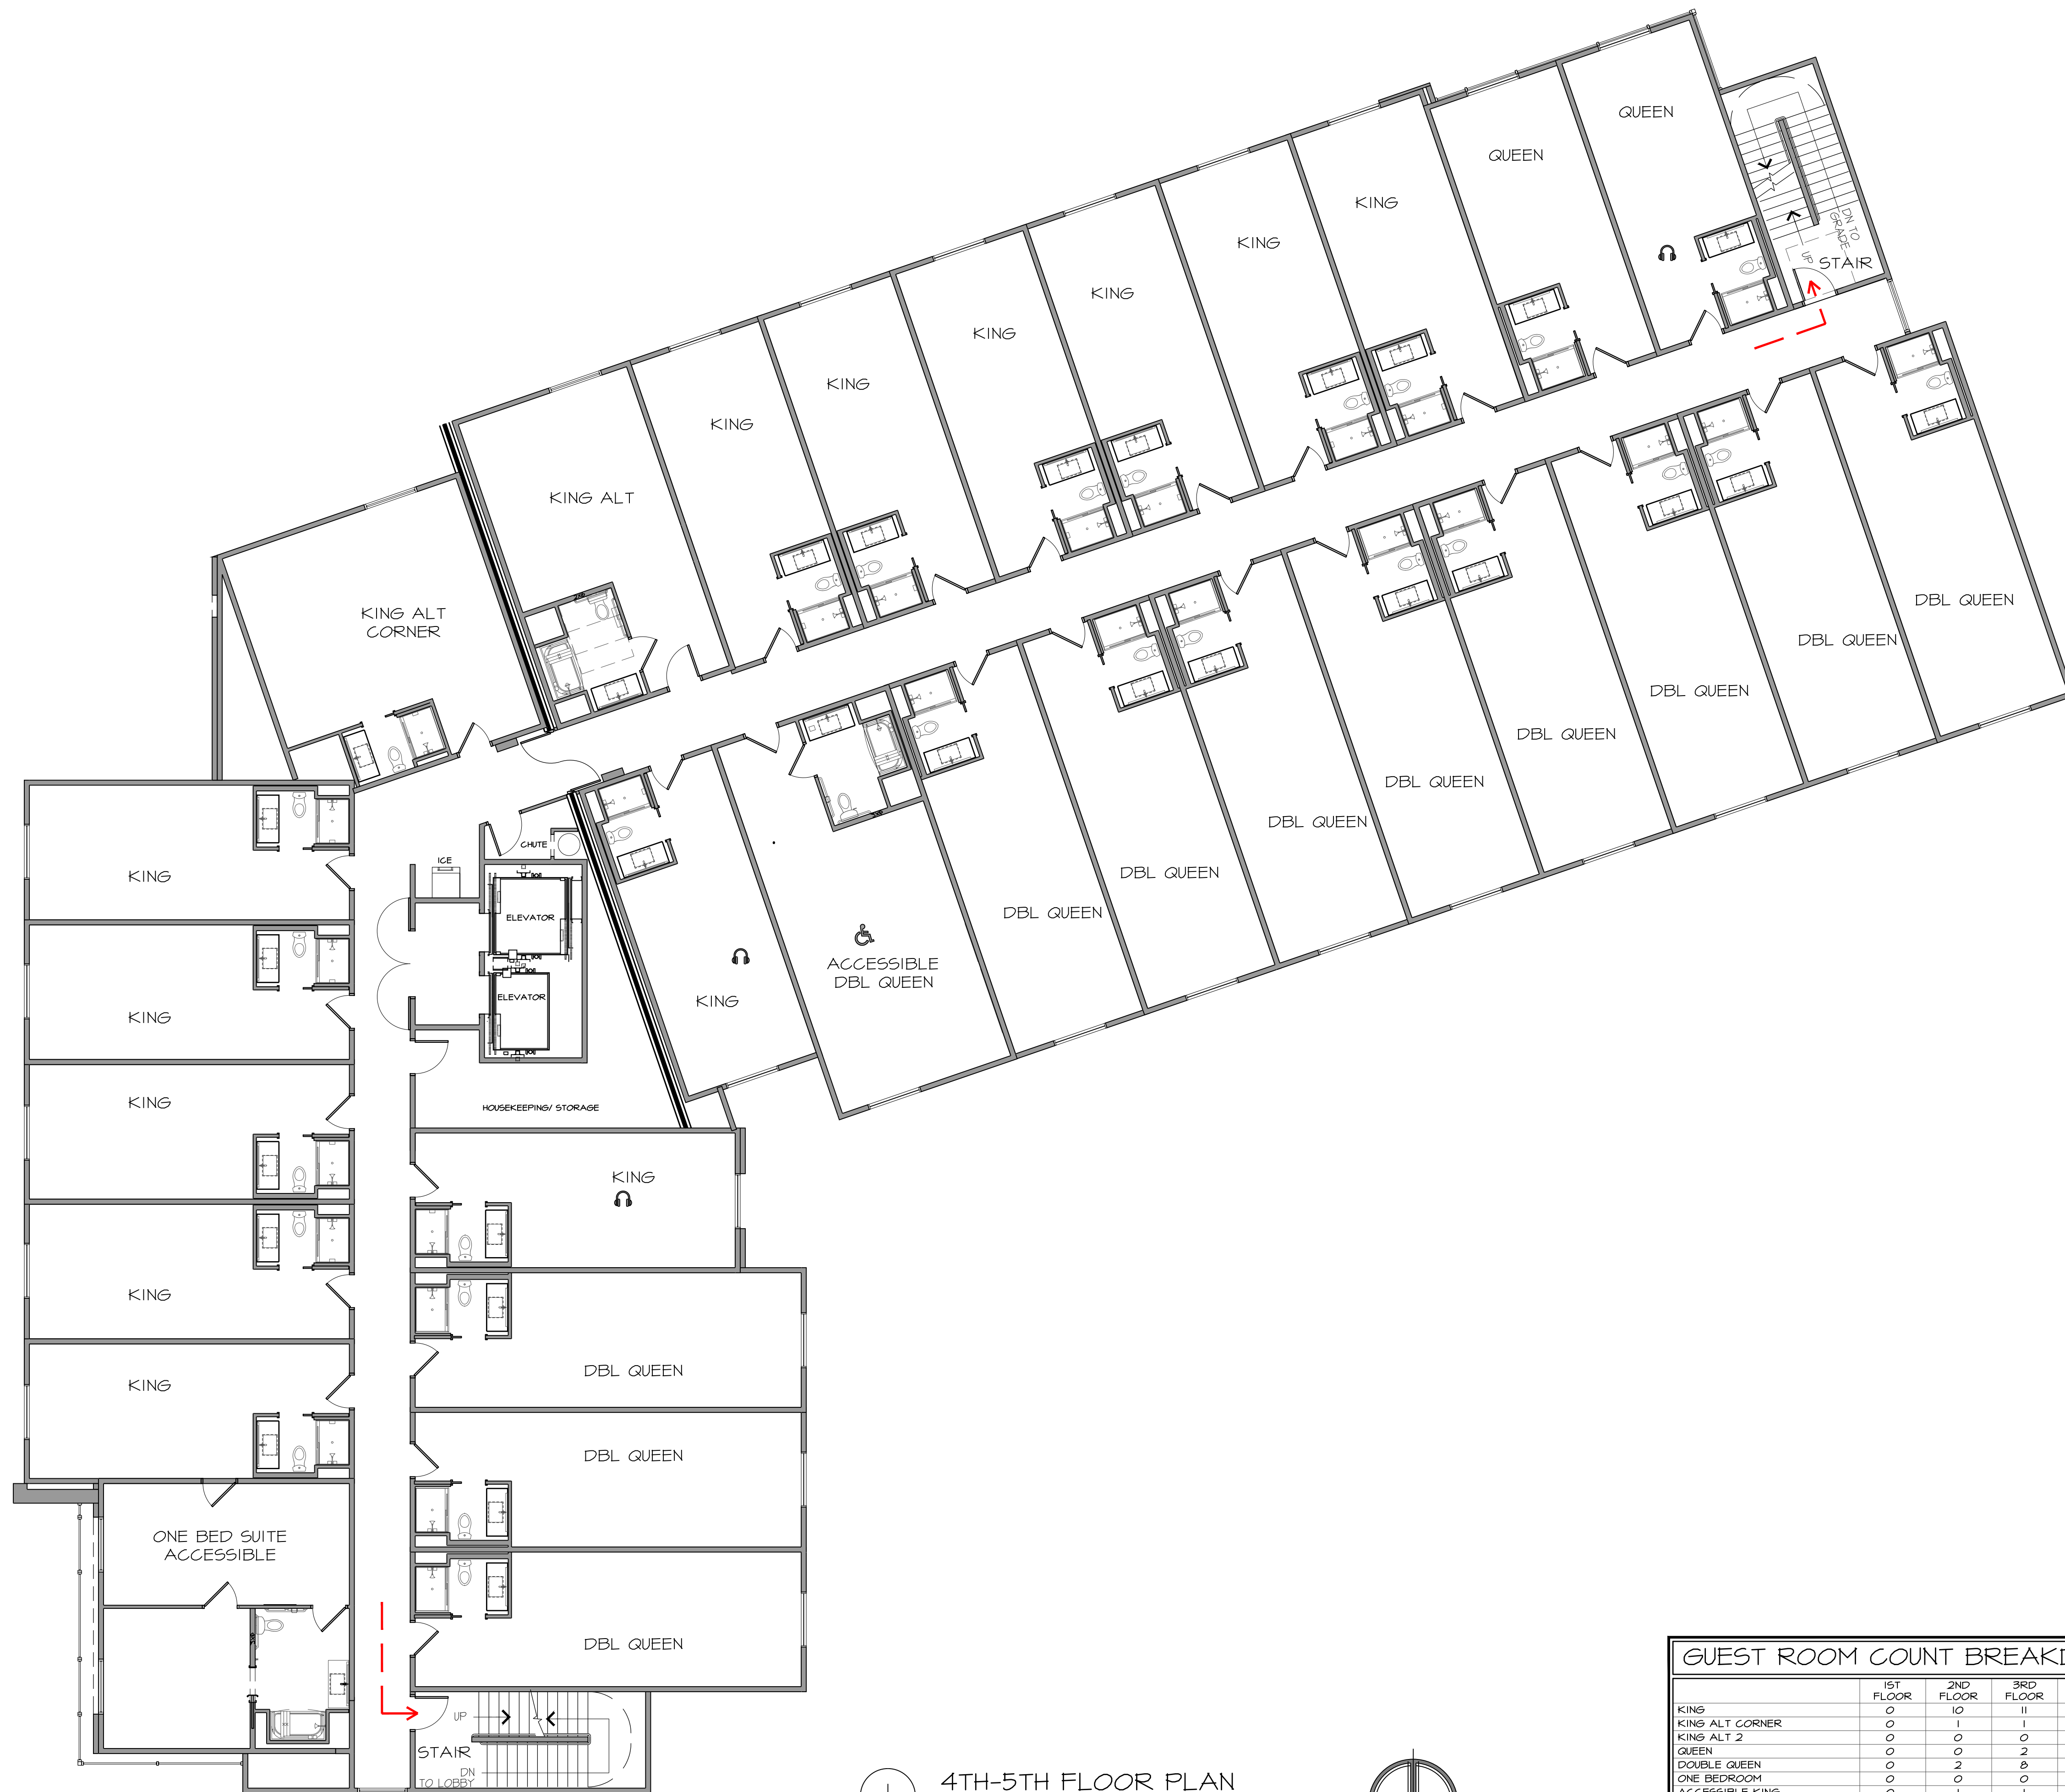 QUEEN
QUEEN
KING
KING
KING
KING
KING
KING
KING ALT
KING ALT
CORNER
DN TO
GRADE
UP
STAIR
DBL QUEEN
DBL QUEEN
DBL QUEEN
DBL QUEEN
DBL QUEEN
DBL QUEEN
DBL QUEEN
DBL QUEEN
ACCESSIBLE
DBL QUEEN
KING
CHUTE
ICE
ELEVATOR
ELEVATOR
HOUSEKEEPING/ STORAGE
KING
KING
KING
KING
KING
KING
DBL QUEEN
DBL QUEEN
DBL QUEEN
ONE BED SUITE
ACCESSIBLE
UP
STAIR
DN
TO LOBBY
4TH-5TH FLOOR PLAN
GUEST ROOM COUNT
1ST FLOOR 2ND FLOOR 3RD FLOOR
KING 0 10 11
KING ALT CORNER 0 1 1
KING ALT 2 0 0 0
QUEEN 0 0 2
DOUBLE QUEEN 0 2 8
ONE BEDROOM 0 0 0
ACCESSIBLE KING 0 1 1